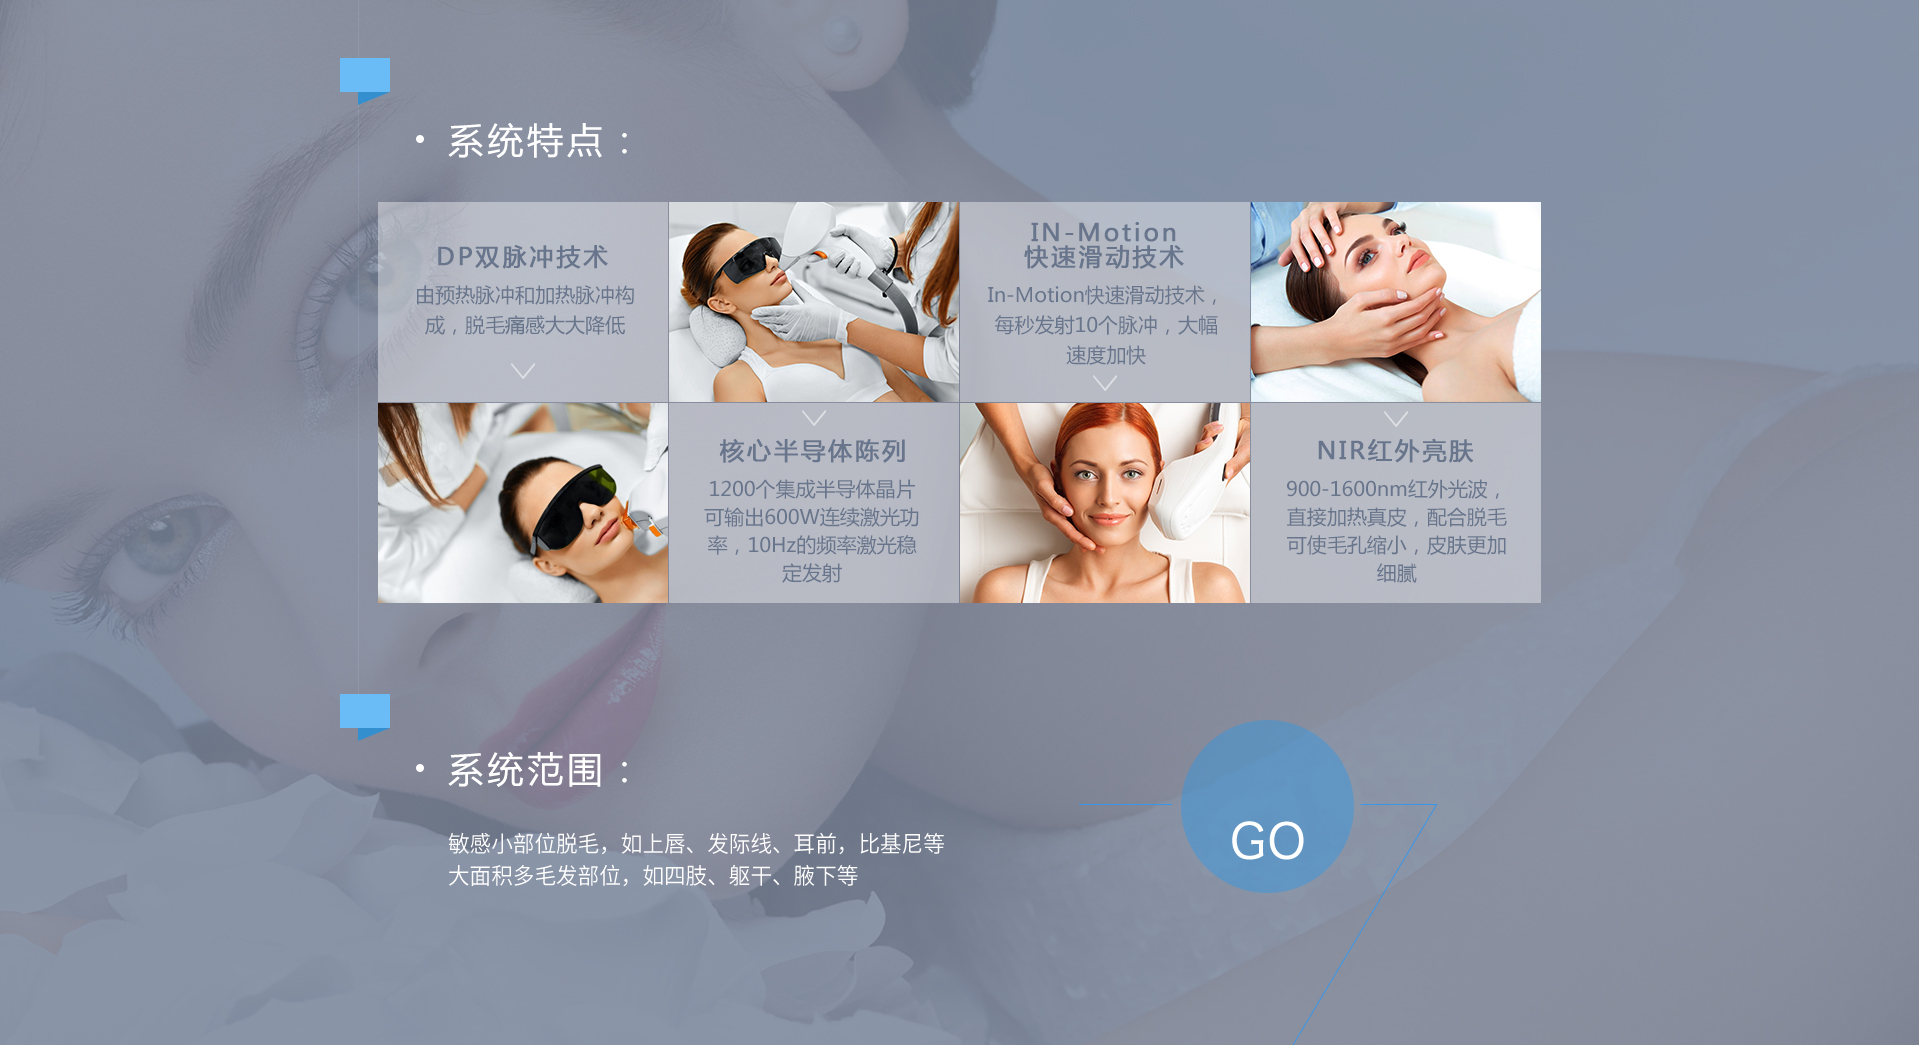 • 系统特点：
DP双脉冲技术
由预热脉冲和加热脉冲构
成，脱毛痛感大大降低
IN-Motion
快速滑动技术
In-Motion快速滑动技术，
每秒发射10个脉冲，大幅
速度加快
核心半导体陈列
1200个集成半导体晶片
可输出600W连续激光功
率，10Hz的频率激光稳
定发射
NIR红外亮肤
900-1600nm红外光波，
直接加热真皮，配合脱毛
可使毛孔缩小，皮肤更加
细腻
• 系统范围：
敏感小部位脱毛，如上唇、发际线、耳前，比基尼等
大面积多毛发部位，如四肢、躯干、腋下等
GO